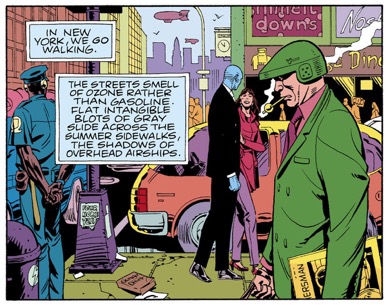 IN NEW
YORK, WE GO
WALKING.
THE STREETS SMELL
OF OZONE RATHER
THAN GASOLINE.
FLAT INTANGIBLE
BLOTS OF GRAY
SLIDE ACROSS THE
SUMMER SIDEWALKS,
THE SHADOWS OF
OVERHEAD AIRSHIPS.
downs
Dine
ERSMAN